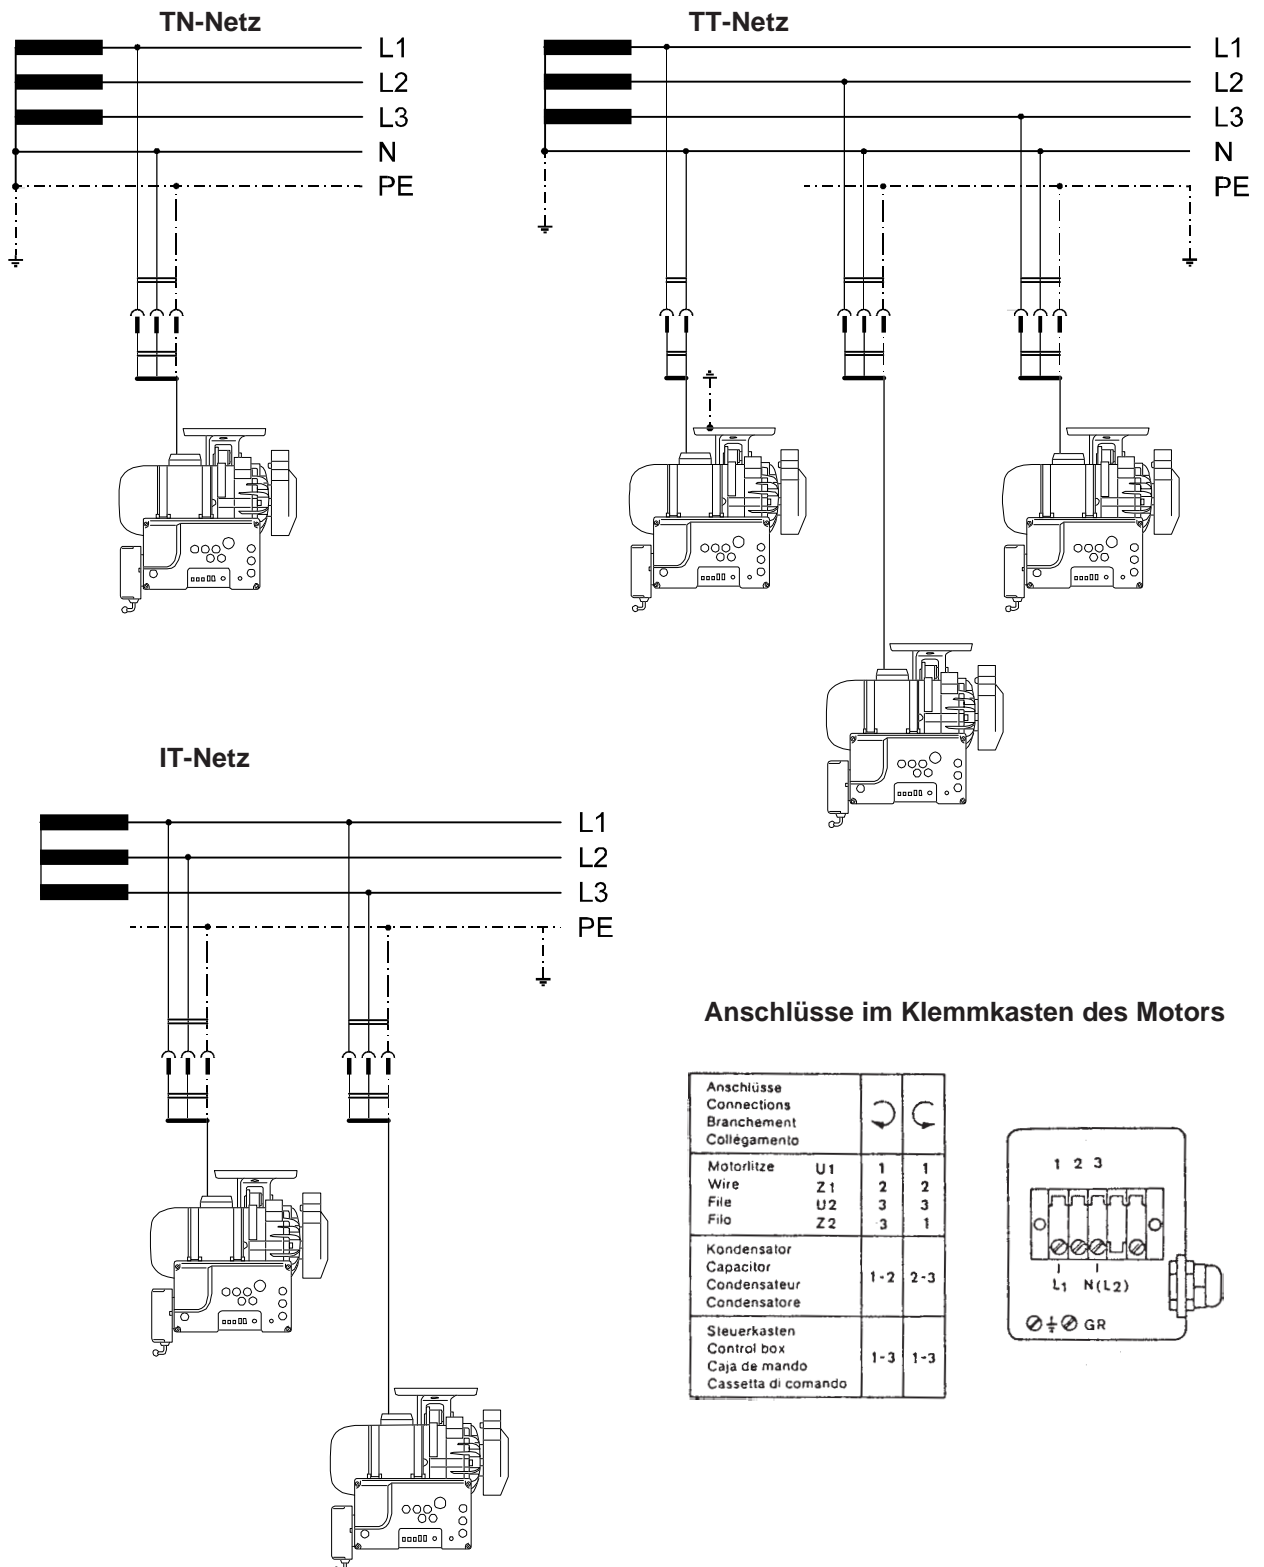 TN-Netz
L1
L2
L3
N
PE
TT-Netz
L1
L2
L3
N
PE
IT-Netz
L1
L2
L3
PE
Anschlüsse im Klemmkasten des Motors
Anschlüsse
Connections
Branchement
Collégamento
Motorlitze U1 1 1
Wire Z1 2 2
File U2 3 3
Filo Z2 3 1
Kondensator
Capacitor
Condensateur
Condensatore
1-2 2-3
Steuerkasten
Control box
Caja de mando
Cassetta di comando
1-3 1-3
1 2 3
L1 N(L2)
GR